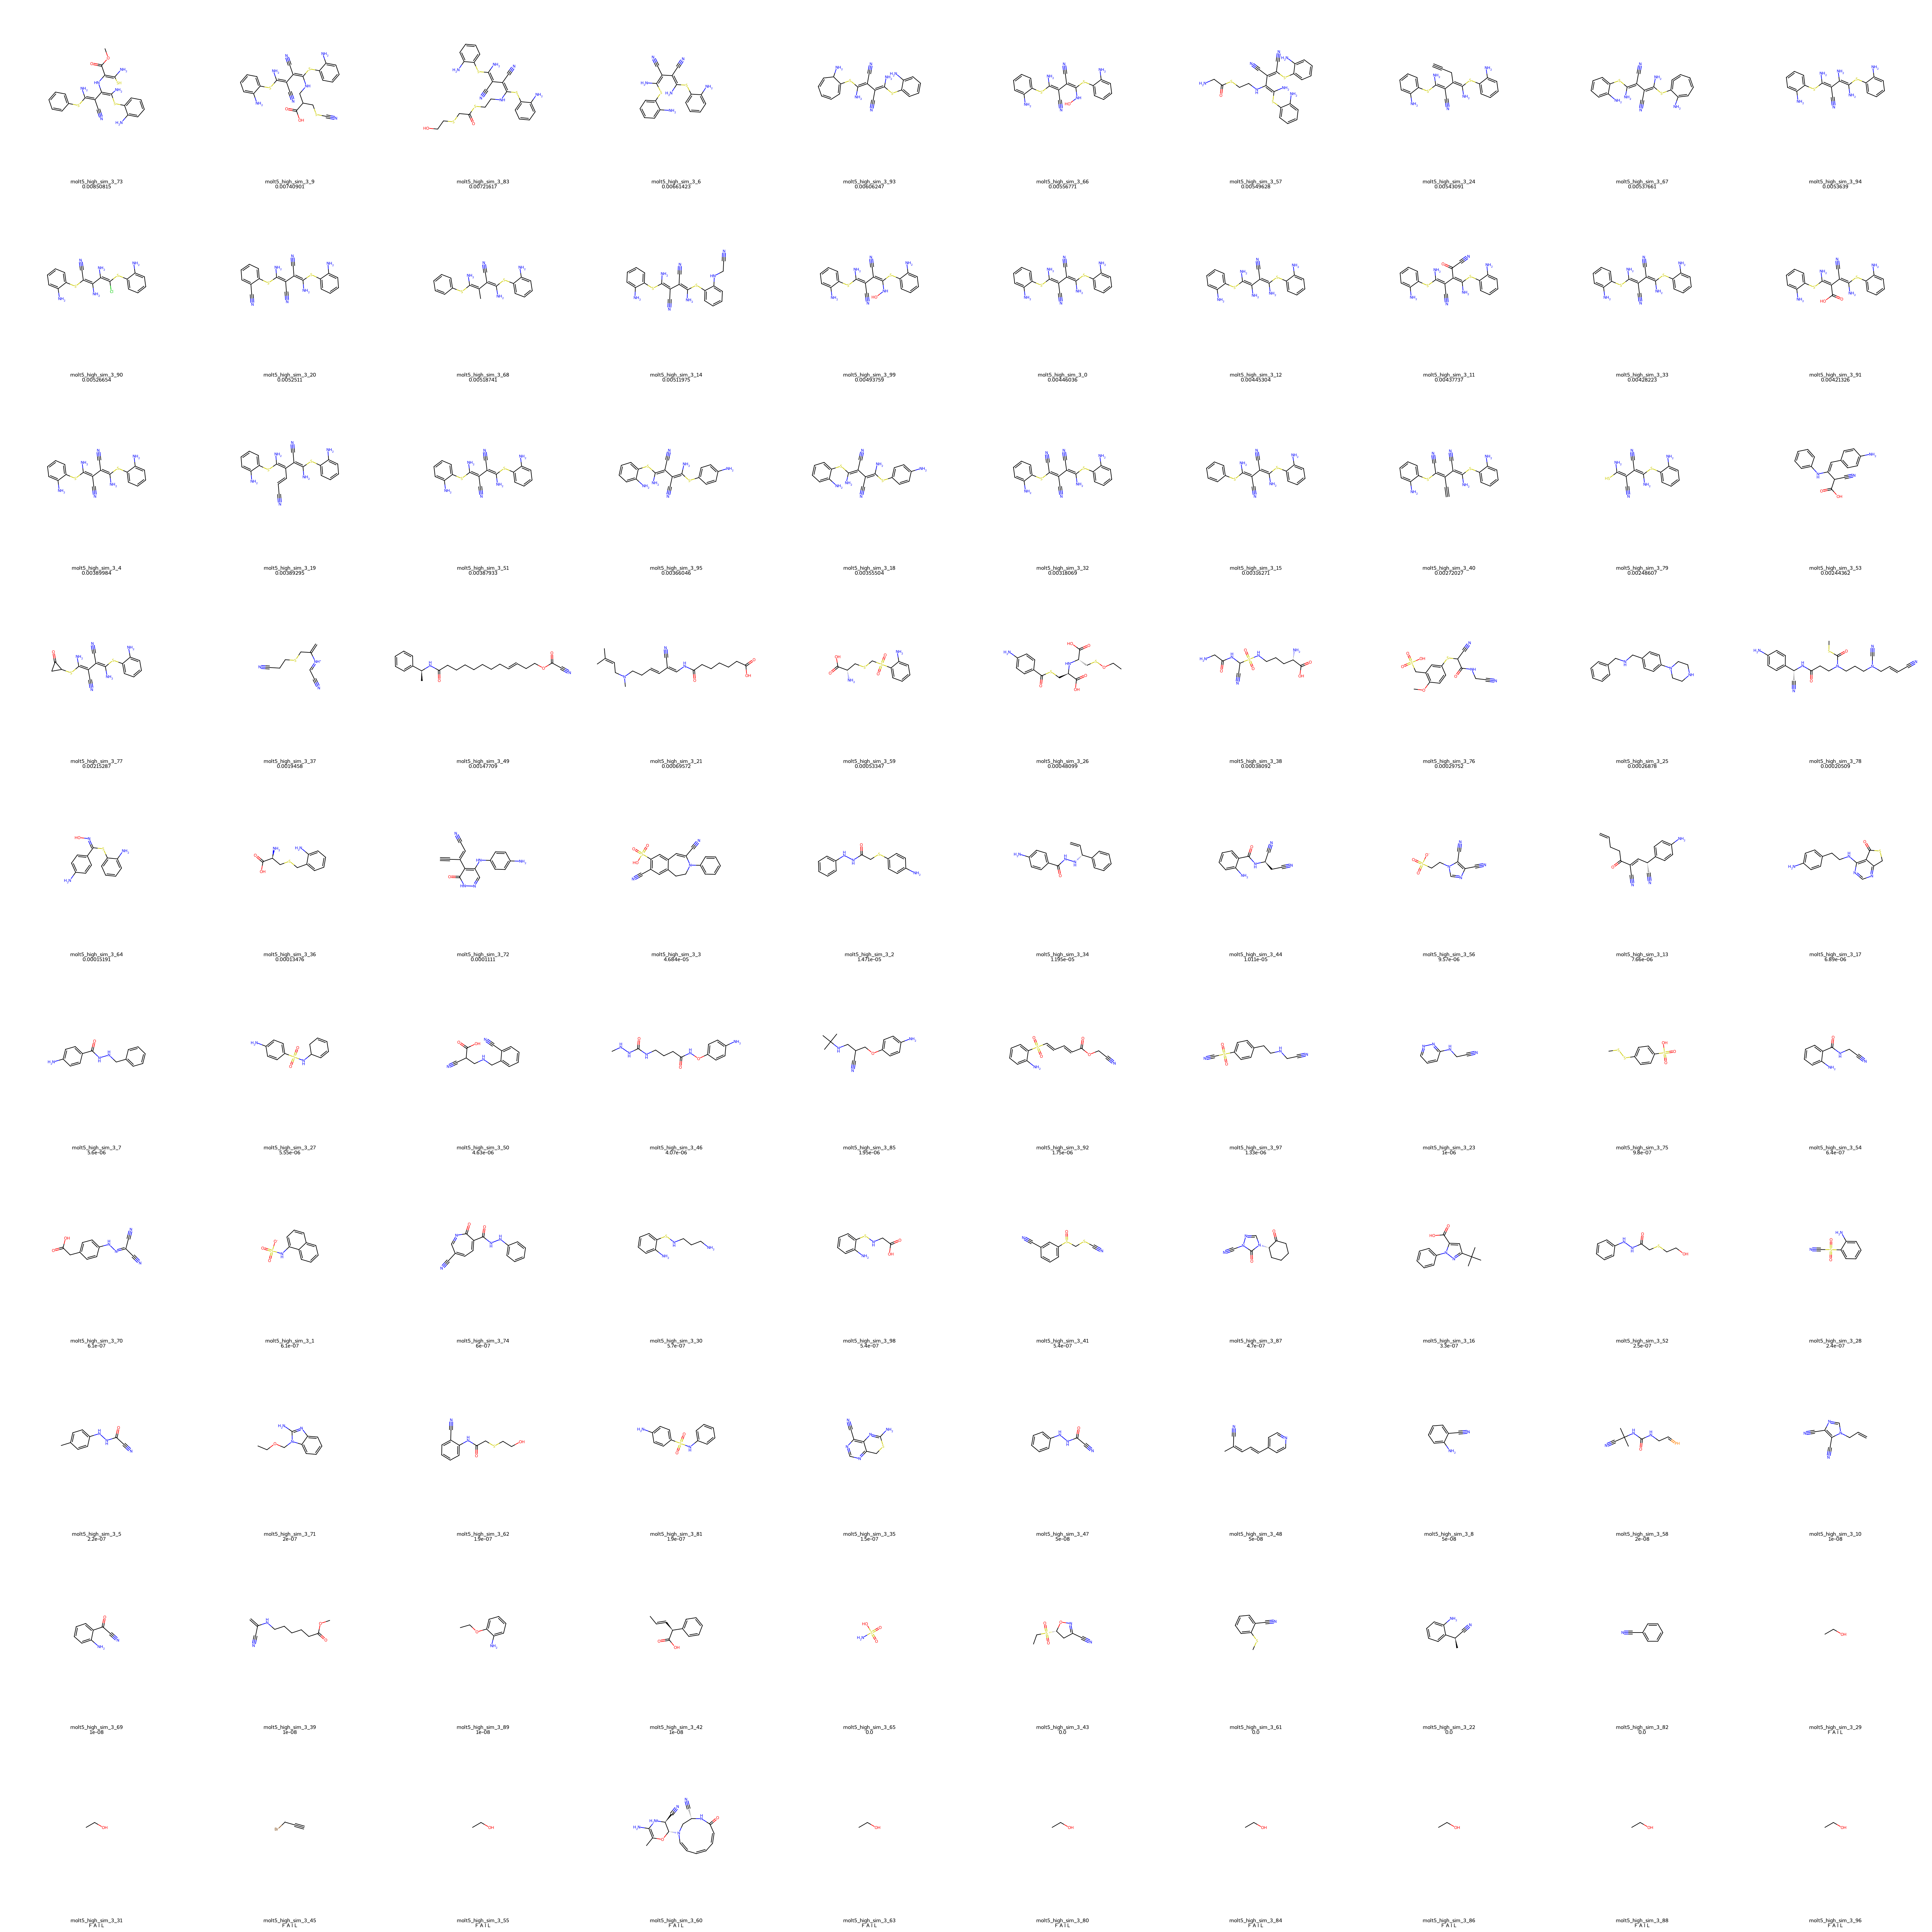 molt5_high_sim_3_73
0.00850815
molt5_high_sim_3_9
0.00740901
molt5_high_sim_3_83
0.00721617
molt5_high_sim_3_6
0.00661423
molt5_high_sim_3_93
0.00606247
molt5_high_sim_3_66
0.00556771
molt5_high_sim_3_57
0.00549628
molt5_high_sim_3_24
0.00543091
molt5_high_sim_3_67
0.00537661
molt5_high_sim_3_94
0.0053639
molt5_high_sim_3_90
0.00526654
molt5_high_sim_3_20
0.0052511
molt5_high_sim_3_68
0.00518741
molt5_high_sim_3_14
0.00511975
molt5_high_sim_3_99
0.00493759
molt5_high_sim_3_0
0.00446036
molt5_high_sim_3_12
0.00445304
molt5_high_sim_3_11
0.00437737
molt5_high_sim_3_33
0.00428223
molt5_high_sim_3_91
0.00421326
molt5_high_sim_3_4
0.00389984
molt5_high_sim_3_19
0.00389295
molt5_high_sim_3_51
0.00387933
molt5_high_sim_3_95
0.00366046
molt5_high_sim_3_18
0.00355504
molt5_high_sim_3_32
0.00318069
molt5_high_sim_3_15
0.00316271
molt5_high_sim_3_40
0.00272027
molt5_high_sim_3_79
0.00248607
molt5_high_sim_3_53
0.00244362
molt5_high_sim_3_77
0.00215287
molt5_high_sim_3_37
0.0019458
molt5_high_sim_3_49
0.00147709
molt5_high_sim_3_21
0.00069572
molt5_high_sim_3_59
0.00053347
molt5_high_sim_3_26
0.00048099
molt5_high_sim_3_38
0.00038092
molt5_high_sim_3_76
0.00029752
molt5_high_sim_3_25
0.00026878
molt5_high_sim_3_78
0.00020509
molt5_high_sim_3_64
0.00015191
molt5_high_sim_3_36
0.00013476
molt5_high_sim_3_72
0.0001111
molt5_high_sim_3_3
4.684e-05
molt5_high_sim_3_2
1.471e-05
molt5_high_sim_3_34
1.195e-05
molt5_high_sim_3_44
1.011e-05
molt5_high_sim_3_56
9.57e-06
molt5_high_sim_3_13
7.66e-06
molt5_high_sim_3_17
6.89e-06
molt5_high_sim_3_7
5.6e-06
molt5_high_sim_3_27
5.55e-06
molt5_high_sim_3_50
4.63e-06
molt5_high_sim_3_46
4.07e-06
molt5_high_sim_3_85
1.95e-06
molt5_high_sim_3_92
1.75e-06
molt5_high_sim_3_97
1.33e-06
molt5_high_sim_3_23
1e-06
molt5_high_sim_3_75
9.8e-07
molt5_high_sim_3_54
6.4e-07
molt5_high_sim_3_70
6.1e-07
molt5_high_sim_3_1
6.1e-07
molt5_high_sim_3_74
6e-07
molt5_high_sim_3_30
5.7e-07
molt5_high_sim_3_98
5.4e-07
molt5_high_sim_3_41
5.4e-07
molt5_high_sim_3_87
4.7e-07
molt5_high_sim_3_16
3.3e-07
molt5_high_sim_3_52
2.5e-07
molt5_high_sim_3_28
2.4e-07
molt5_high_sim_3_5
2.2e-07
molt5_high_sim_3_71
2e-07
molt5_high_sim_3_62
1.9e-07
molt5_high_sim_3_81
1.9e-07
molt5_high_sim_3_35
1.5e-07
molt5_high_sim_3_47
5e-08
molt5_high_sim_3_48
5e-08
molt5_high_sim_3_8
5e-08
molt5_high_sim_3_58
2e-08
molt5_high_sim_3_10
1e-08
molt5_high_sim_3_69
1e-08
molt5_high_sim_3_39
1e-08
molt5_high_sim_3_89
1e-08
molt5_high_sim_3_42
1e-08
molt5_high_sim_3_65
0.0
molt5_high_sim_3_43
0.0
molt5_high_sim_3_61
0.0
molt5_high_sim_3_22
0.0
molt5_high_sim_3_82
0.0
molt5_high_sim_3_29
F A I L
molt5_high_sim_3_31
F A I L
molt5_high_sim_3_45
F A I L
molt5_high_sim_3_55
F A I L
molt5_high_sim_3_60
F A I L
molt5_high_sim_3_63
F A I L
molt5_high_sim_3_80
F A I L
molt5_high_sim_3_84
F A I L
molt5_high_sim_3_86
F A I L
molt5_high_sim_3_88
F A I L
molt5_high_sim_3_96
F A I L